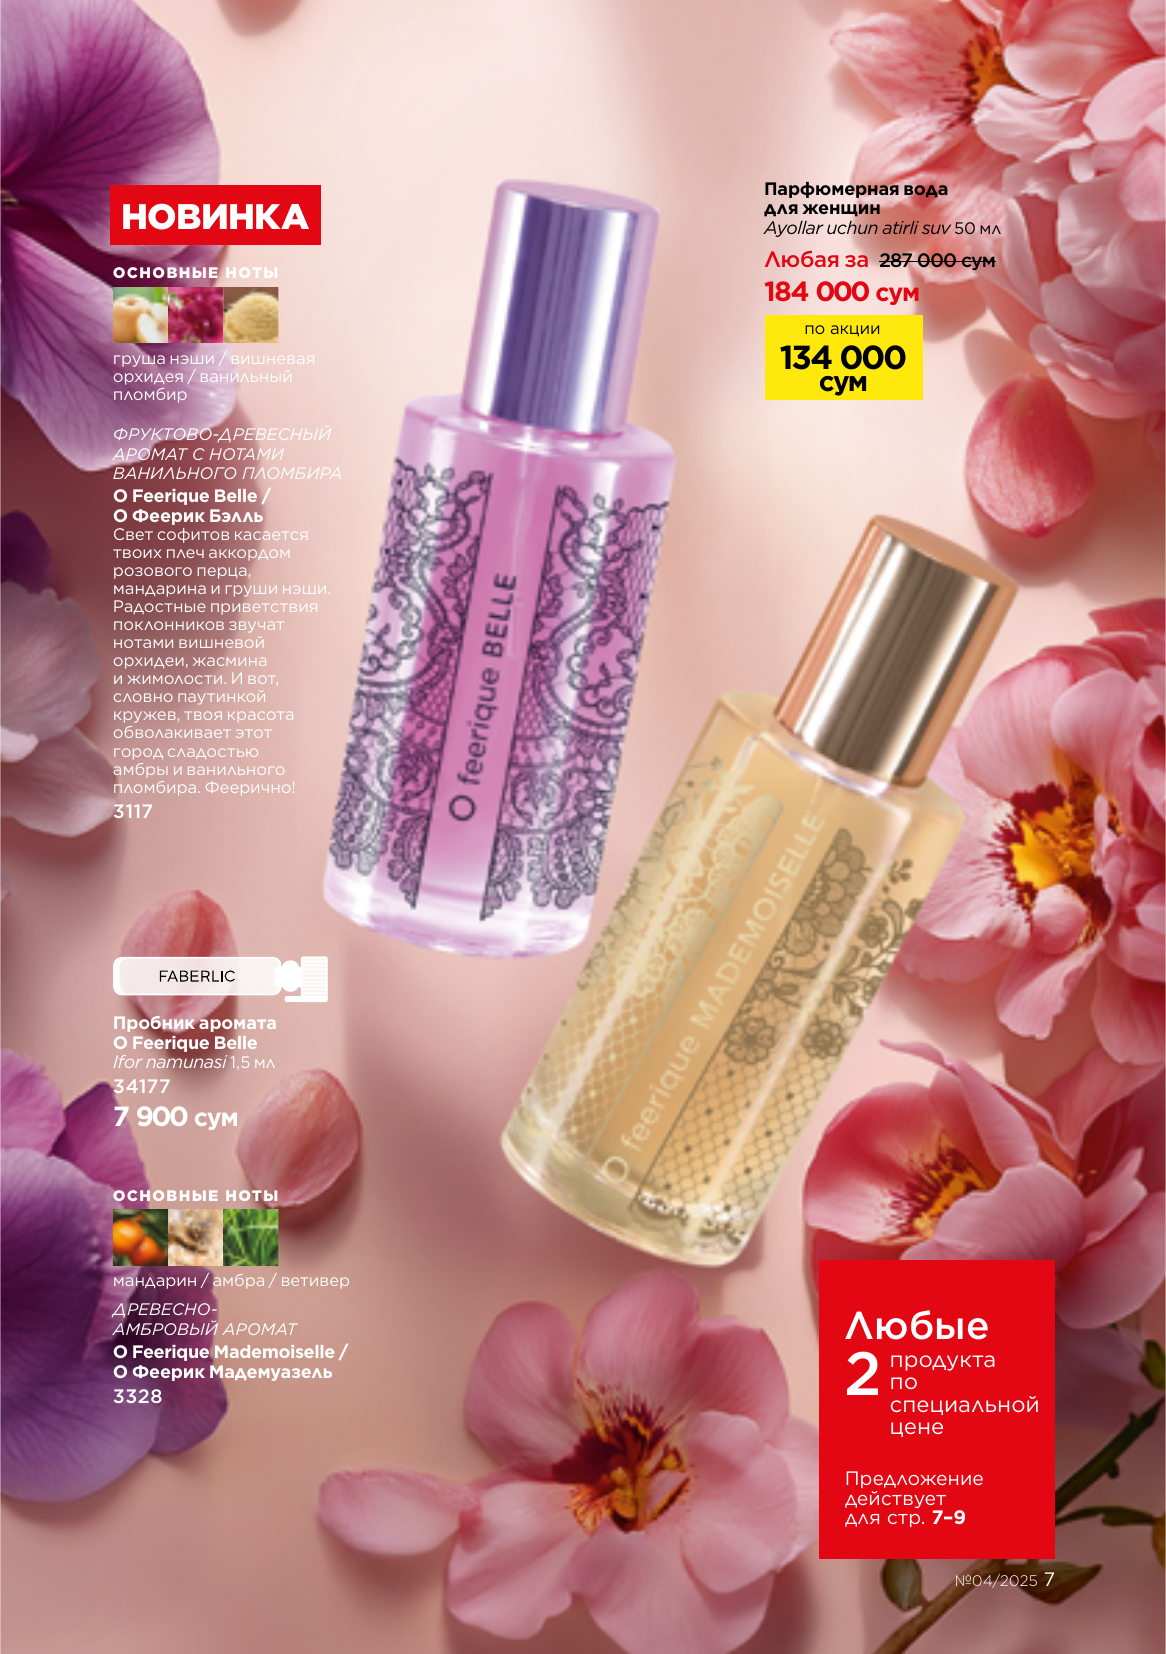 НОВИНКА
ОСНОВНЫЕ НОТЫ
груша нэши / вишневая
орхидея / ванильный
пломбир
ФРУКТОВО-ДРЕВЕСНЫЙ
АРОМАТ С НОТАМИ
ВАНИЛЬНОГО ПЛОМБИРА
O Feerique Belle /
О Феерик Бэлль
Свет софитов касается
твоих плеч аккордом
розового перца,
мандарина и груши нэши.
Радостные приветствия
поклонников звучат
нотами вишневой
орхидеи, жасмина
и жимолости. И вот,
словно паутинкой
кружев, твоя красота
обволакивает этот
город сладостью
амбры и ванильного
пломбира. Феерично!
3117
FABERLIC
Пробник аромата
O Feerique Belle
Ifor namunasi 1,5 мл
34177
7 900 сум
ОСНОВНЫЕ НОТЫ
мандарин / амбра / ветивер
ДРЕВЕСНО-
АМБРОВЫЙ АРОМАТ
O Feerique Mademoiselle /
О Феерик Мадемуазель
3328
O feerique BELLE
O feerique MADEMOISELLE
Парфюмерная вода
для женщин
Ayollar uchun atirli suv 50 мл
Любая за 287 000 сум
184 000 сум
по акции
134 000
сум
Любые
2 продукта
по
специальной
цене
Предложение
действует
для стр. 7–9
№04/2025 7